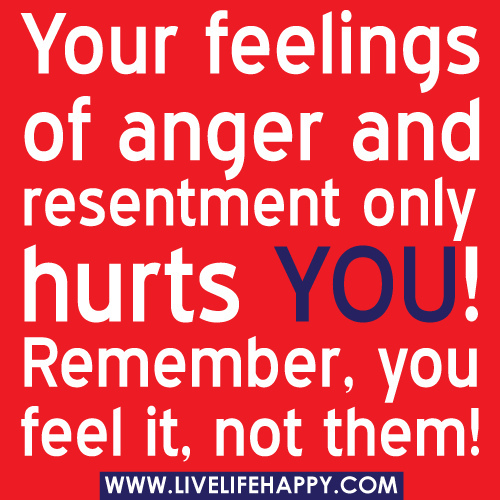 Your feelings
of anger and
resentment only
hurts YOU!
Remember, you
feel it, not them!
WWW.LIVELIFEHAPPY.COM